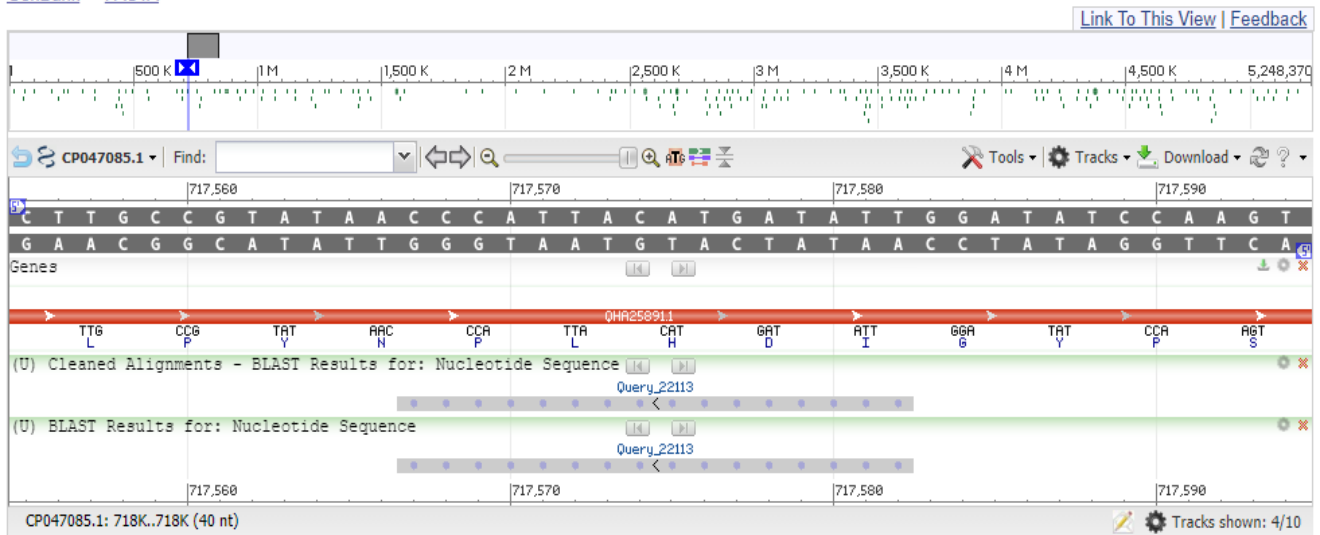 Link To This View | Feedback
500 K 1 M 1,500 K 2 M 2,500 K 3 M 3,500 K 4 M 4,500 K 5,248,370
CP047085.1 Find: ATG Tools Tracks Download ?
717,560 717,570 717,580 717,590
5'
C T T G C C G T A T A A C C C A T T A C A T G A T A T T G G A T A T C C A A G T
G A A C G G C A T A T T G G G T A A T G T A C T A T A A C C T A T A G G T T C A
5'
Genes
QHA25891.1
TTG CCG TAT AAC CCA TTA CAT GAT ATT GGA TAT CCA AGT
L P Y N P L H D I G Y P S
(U) Cleaned Alignments - BLAST Results for: Nucleotide Sequence
Query_22113
(U) BLAST Results for: Nucleotide Sequence
Query_22113
717,560 717,570 717,580 717,590
CP047085.1: 718K..718K (40 nt) Tracks shown: 4/10